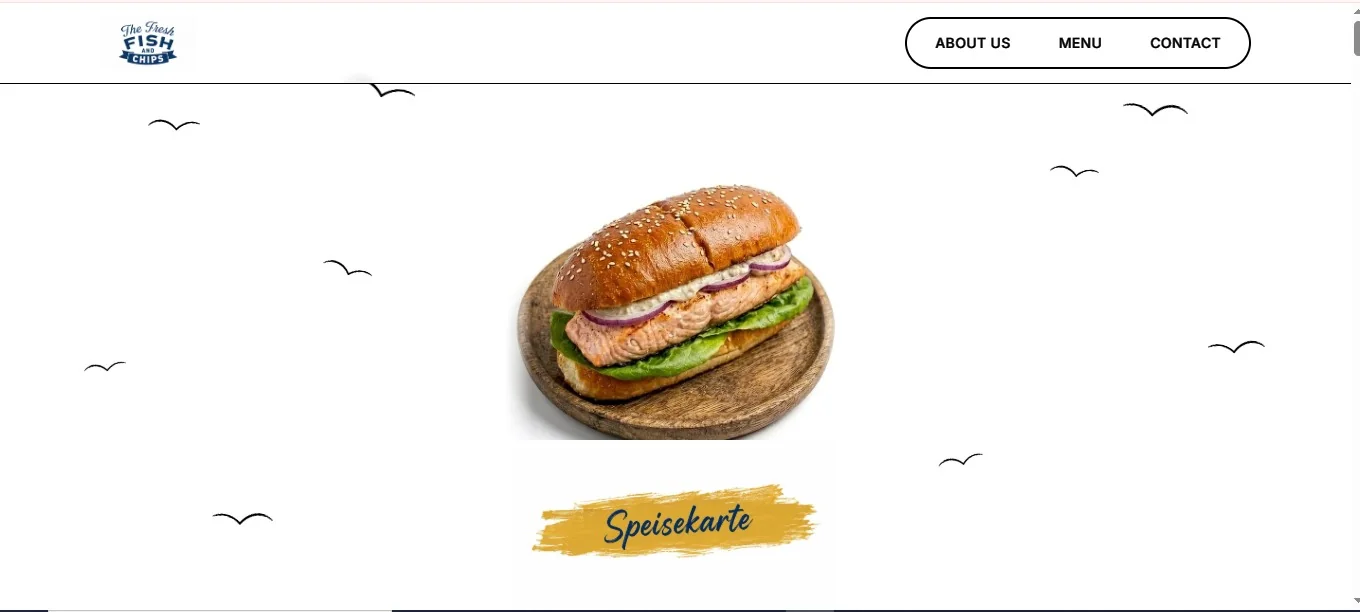 The Fresh
FISH
AND
CHIPS
ABOUT US MENU CONTACT
Speisekarte